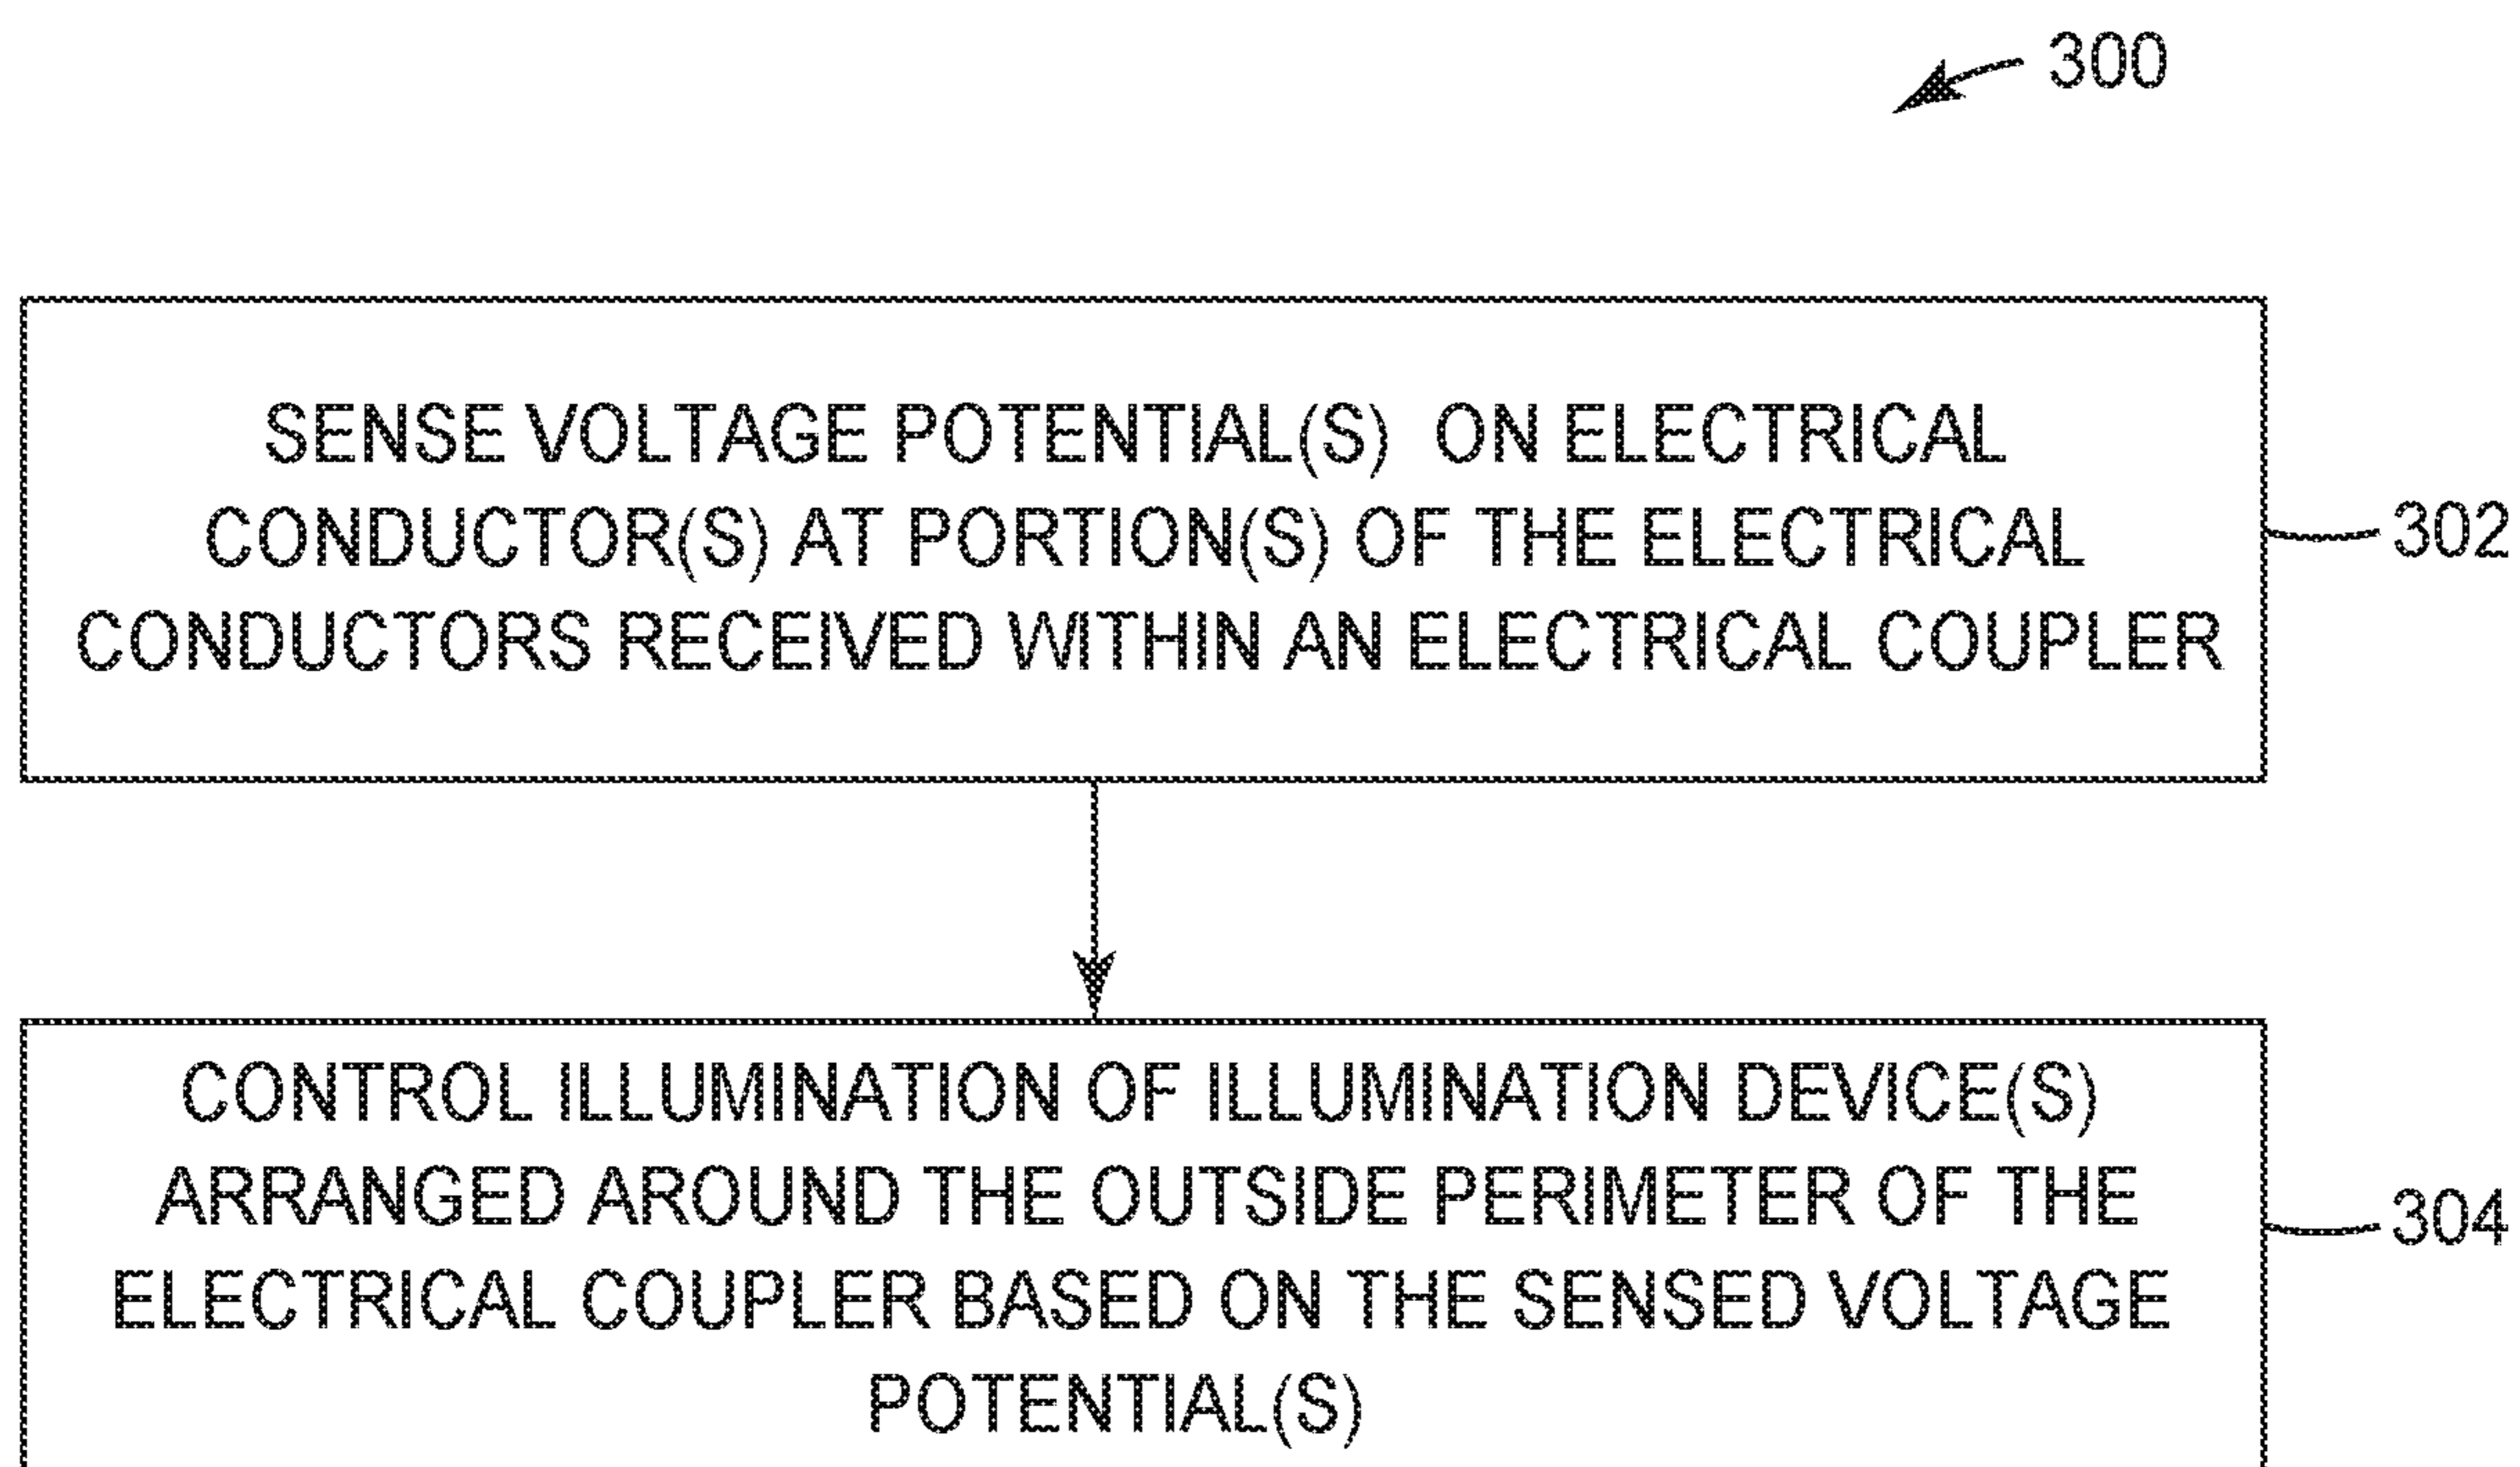 300
SENSE VOLTAGE POTENTIAL(S) ON ELECTRICAL
CONDUCTOR(S) AT PORTION(S) OF THE ELECTRICAL
CONDUCTORS RECEIVED WITHIN AN ELECTRICAL COUPLER
302
CONTROL ILLUMINATION OF ILLUMINATION DEVICE(S)
ARRANGED AROUND THE OUTSIDE PERIMETER OF THE
ELECTRICAL COUPLER BASED ON THE SENSED VOLTAGE
POTENTIAL(S)
304